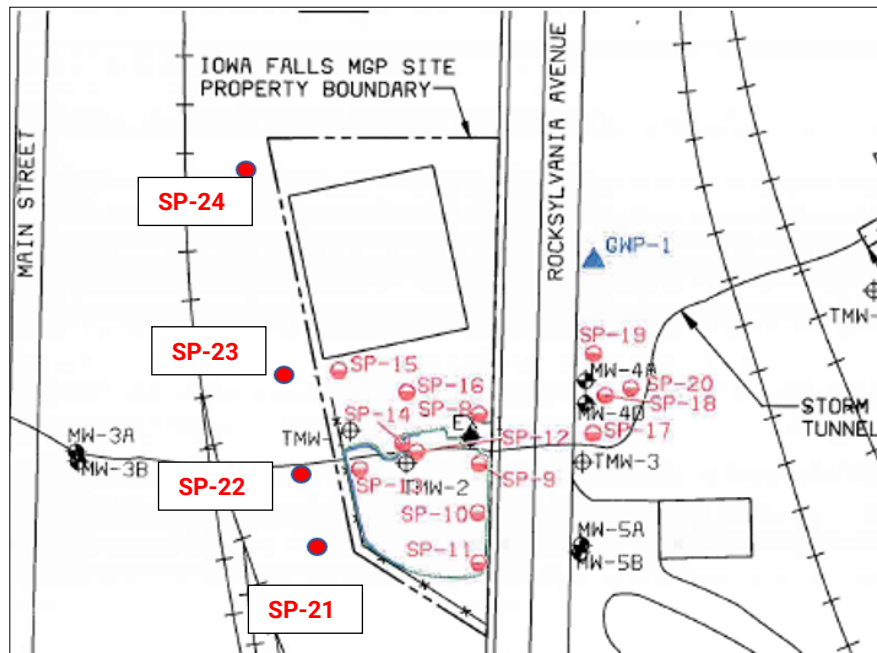 IOWA FALLS MGP SITE
PROPERTY BOUNDARY
MAIN STREET
ROCKSYLVANIA AVENUE
SP-24
GWP-1
TMW-
SP-23
SP-19
SP-15
MW-4A
SP-16
SP-20
SP-18
SP-8
MW-4D
STORM
TUNNEL
SP-14
E
TMW-
SP-12
SP-17
MW-3A
MW-3B
TMW-3
SP-22
SP-9
TMW-2
SP-10
MW-5A
SP-11
MW-5B
SP-21